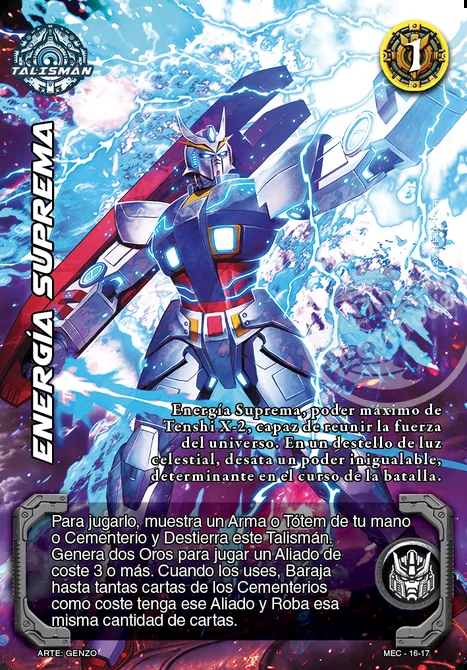 TALISMAN
1
ENERGÍA SUPREMA
Energía Suprema, poder máximo de
Tenshi X-2, capaz de reunir la fuerza
del universo. En un destello de luz
celestial, desata un poder inigualable,
determinante en el curso de la batalla.
Para jugarlo, muestra un Arma o Tótem de tu mano
o Cementerio y Destierra este Talismán.
Genera dos Oros para jugar un Aliado de
coste 3 o más. Cuando los uses, Baraja
hasta tantas cartas de los Cementerios
como coste tenga ese Aliado y Roba esa
misma cantidad de cartas.
ARTE: GENZO
MEC - 16-17